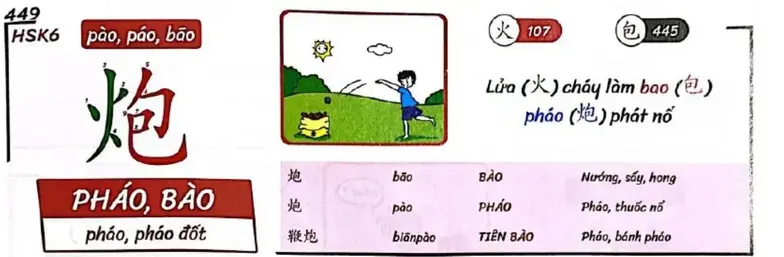 449
HSK6
pào, páo, bāo
炮
PHÁO, BÀO
pháo, pháo đốt
火 107
包 445
Lửa (火) cháy làm bao (包)
pháo (炮) phát nổ
炮 bāo BÀO Nướng, sấy, hong
炮 pào PHÁO Pháo, thuốc nổ
鞭炮 biānpào TIÊN BÀO Pháo, bánh pháo